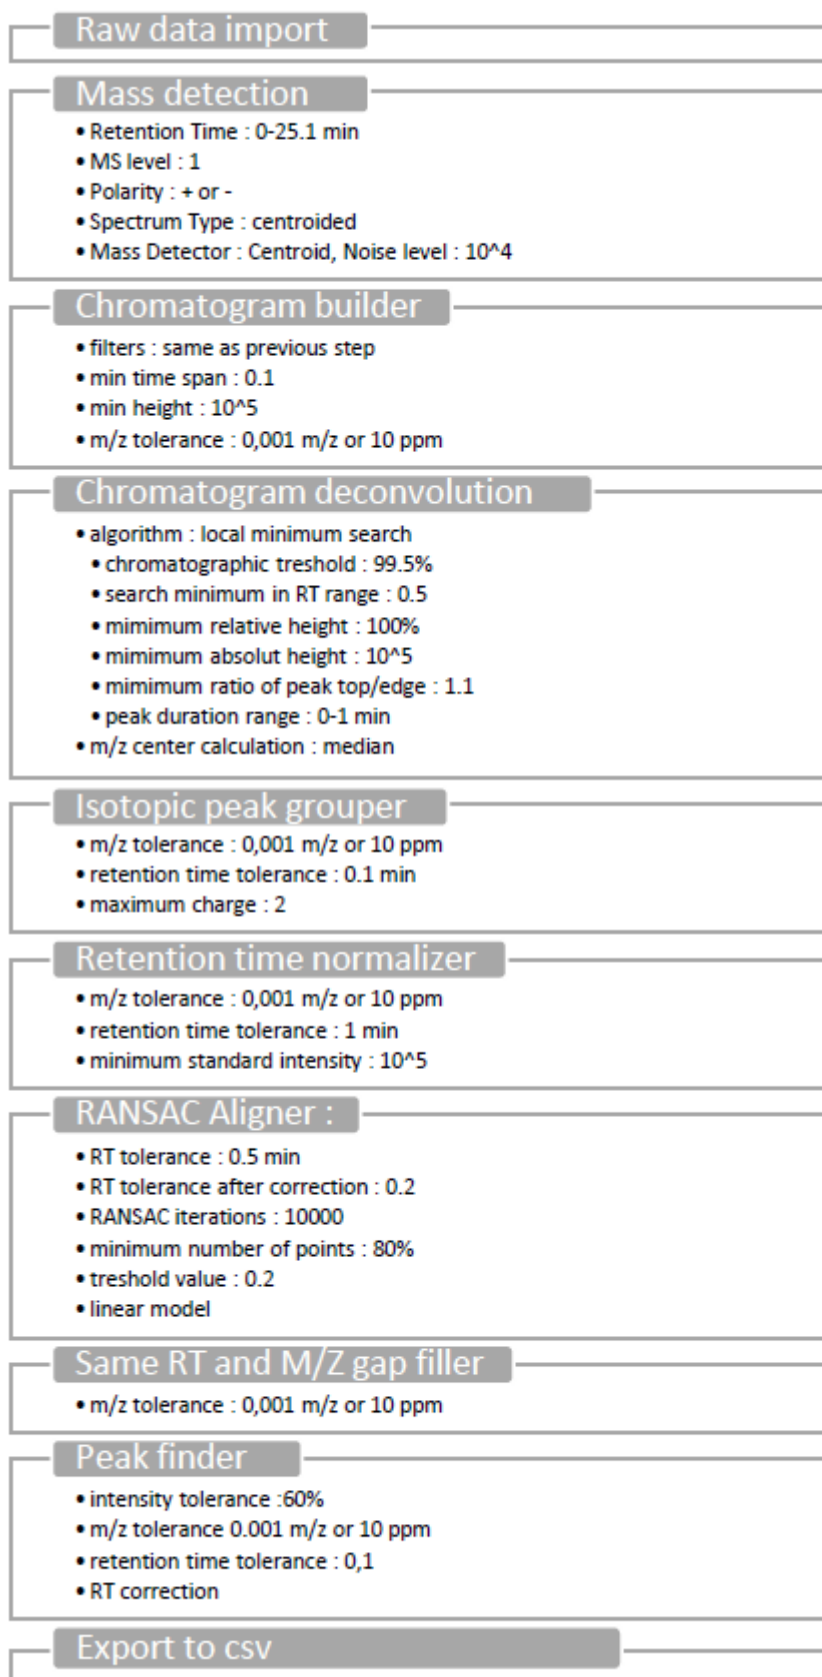 Raw data import
Mass detection
• Retention Time : 0-25.1 min
• MS level : 1
• Polarity : + or -
• Spectrum Type : centroided
• Mass Detector : Centroid, Noise level : 10^4
Chromatogram builder
• filters : same as previous step
• min time span : 0.1
• min height : 10^5
• m/z tolerance : 0,001 m/z or 10 ppm
Chromatogram deconvolution
• algorithm : local minimum search
• chromatographic treshold : 99.5%
• search minimum in RT range : 0.5
• mimimum relative height : 100%
• mimimum absolut height : 10^5
• mimimum ratio of peak top/edge : 1.1
• peak duration range : 0-1 min
• m/z center calculation : median
Isotopic peak grouper
• m/z tolerance : 0,001 m/z or 10 ppm
• retention time tolerance : 0.1 min
• maximum charge : 2
Retention time normalizer
• m/z tolerance : 0,001 m/z or 10 ppm
• retention time tolerance : 1 min
• minimum standard intensity : 10^5
RANSAC Aligner :
• RT tolerance : 0.5 min
• RT tolerance after correction : 0.2
• RANSAC iterations : 10000
• minimum number of points : 80%
• treshold value : 0.2
• linear model
Same RT and M/Z gap filler
• m/z tolerance : 0,001 m/z or 10 ppm
Peak finder
• intensity tolerance :60%
• m/z tolerance 0.001 m/z or 10 ppm
• retention time tolerance : 0,1
• RT correction
Export to csv